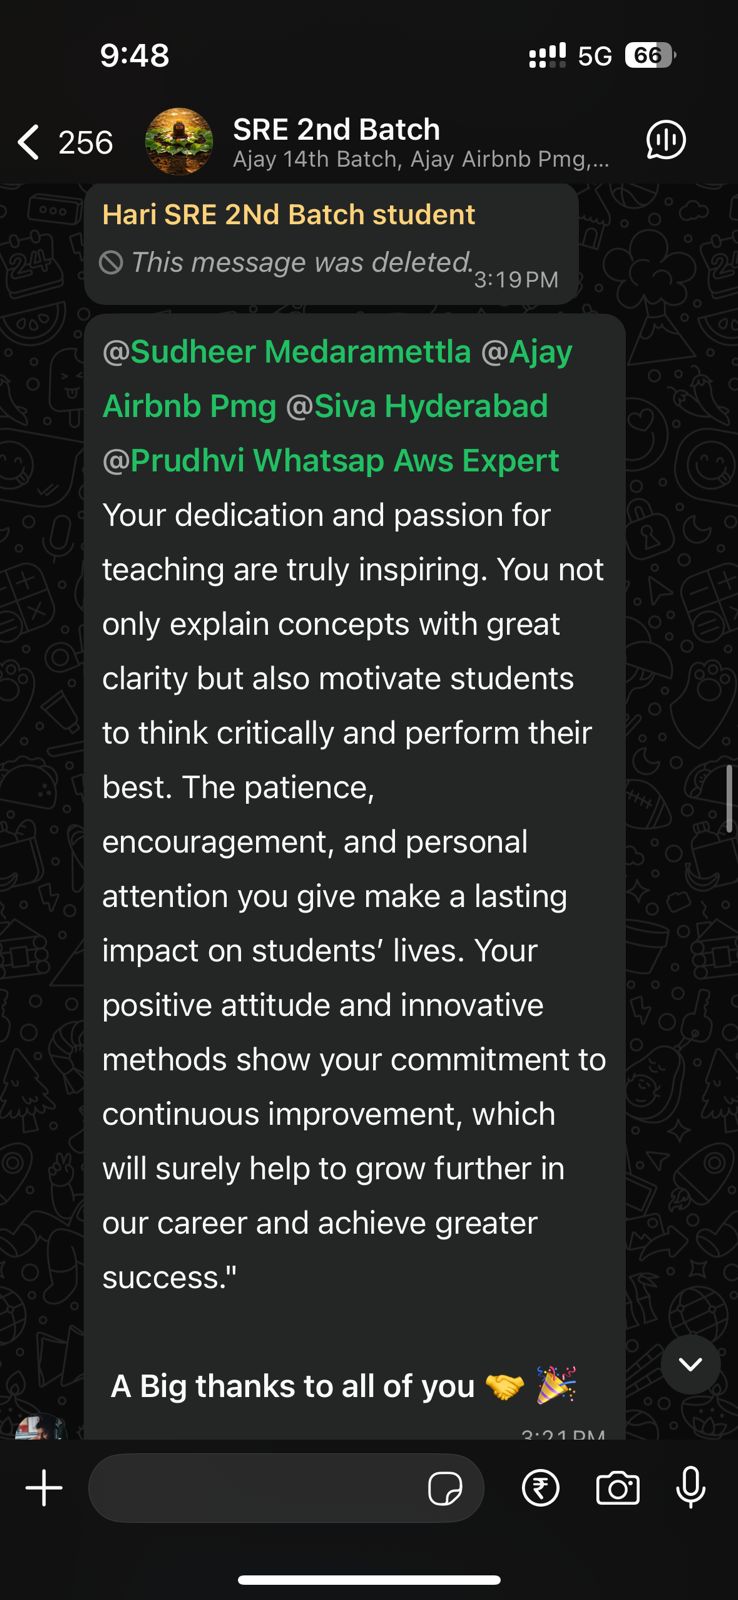 9:48
5G 66
256
SRE 2nd Batch
Ajay 14th Batch, Ajay Airbnb Pmg,...
Hari SRE 2Nd Batch student
This message was deleted.
3:19 PM
@Sudheer Medaramettla @Ajay
Airbnb Pmg @Siva Hyderabad
@Prudhvi Whatsap Aws Expert
Your dedication and passion for
teaching are truly inspiring. You not
only explain concepts with great
clarity but also motivate students
to think critically and perform their
best. The patience,
encouragement, and personal
attention you give make a lasting
impact on students’ lives. Your
positive attitude and innovative
methods show your commitment to
continuous improvement, which
will surely help to grow further in
our career and achieve greater
success."
A Big thanks to all of you 🤝 🎉
3:21 PM
₹